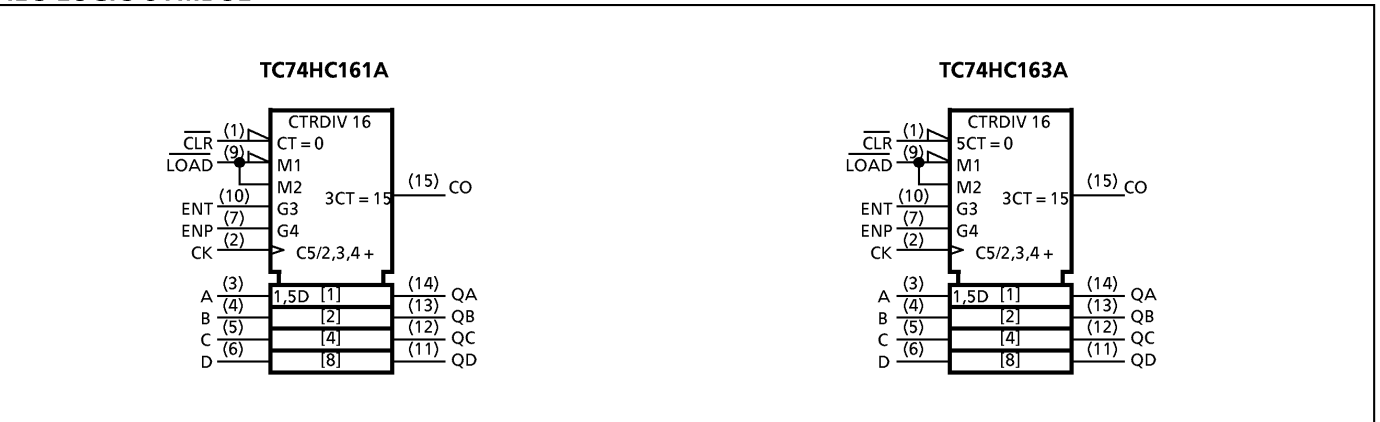 TC74HC161A
CTRDIV 16
CLR (1) CT = 0
LOAD (9) M1
M2
3CT = 15 (15) CO
ENT (10) G3
ENP (7) G4
CK (2) C5/2,3,4 +
A (3) 1,5D [1] (14) QA
B (4) [2] (13) QB
C (5) [4] (12) QC
D (6) [8] (11) QD
TC74HC163A
CTRDIV 16
CLR (1) 5CT = 0
LOAD (9) M1
M2
3CT = 15 (15) CO
ENT (10) G3
ENP (7) G4
CK (2) C5/2,3,4 +
A (3) 1,5D [1] (14) QA
B (4) [2] (13) QB
C (5) [4] (12) QC
D (6) [8] (11) QD